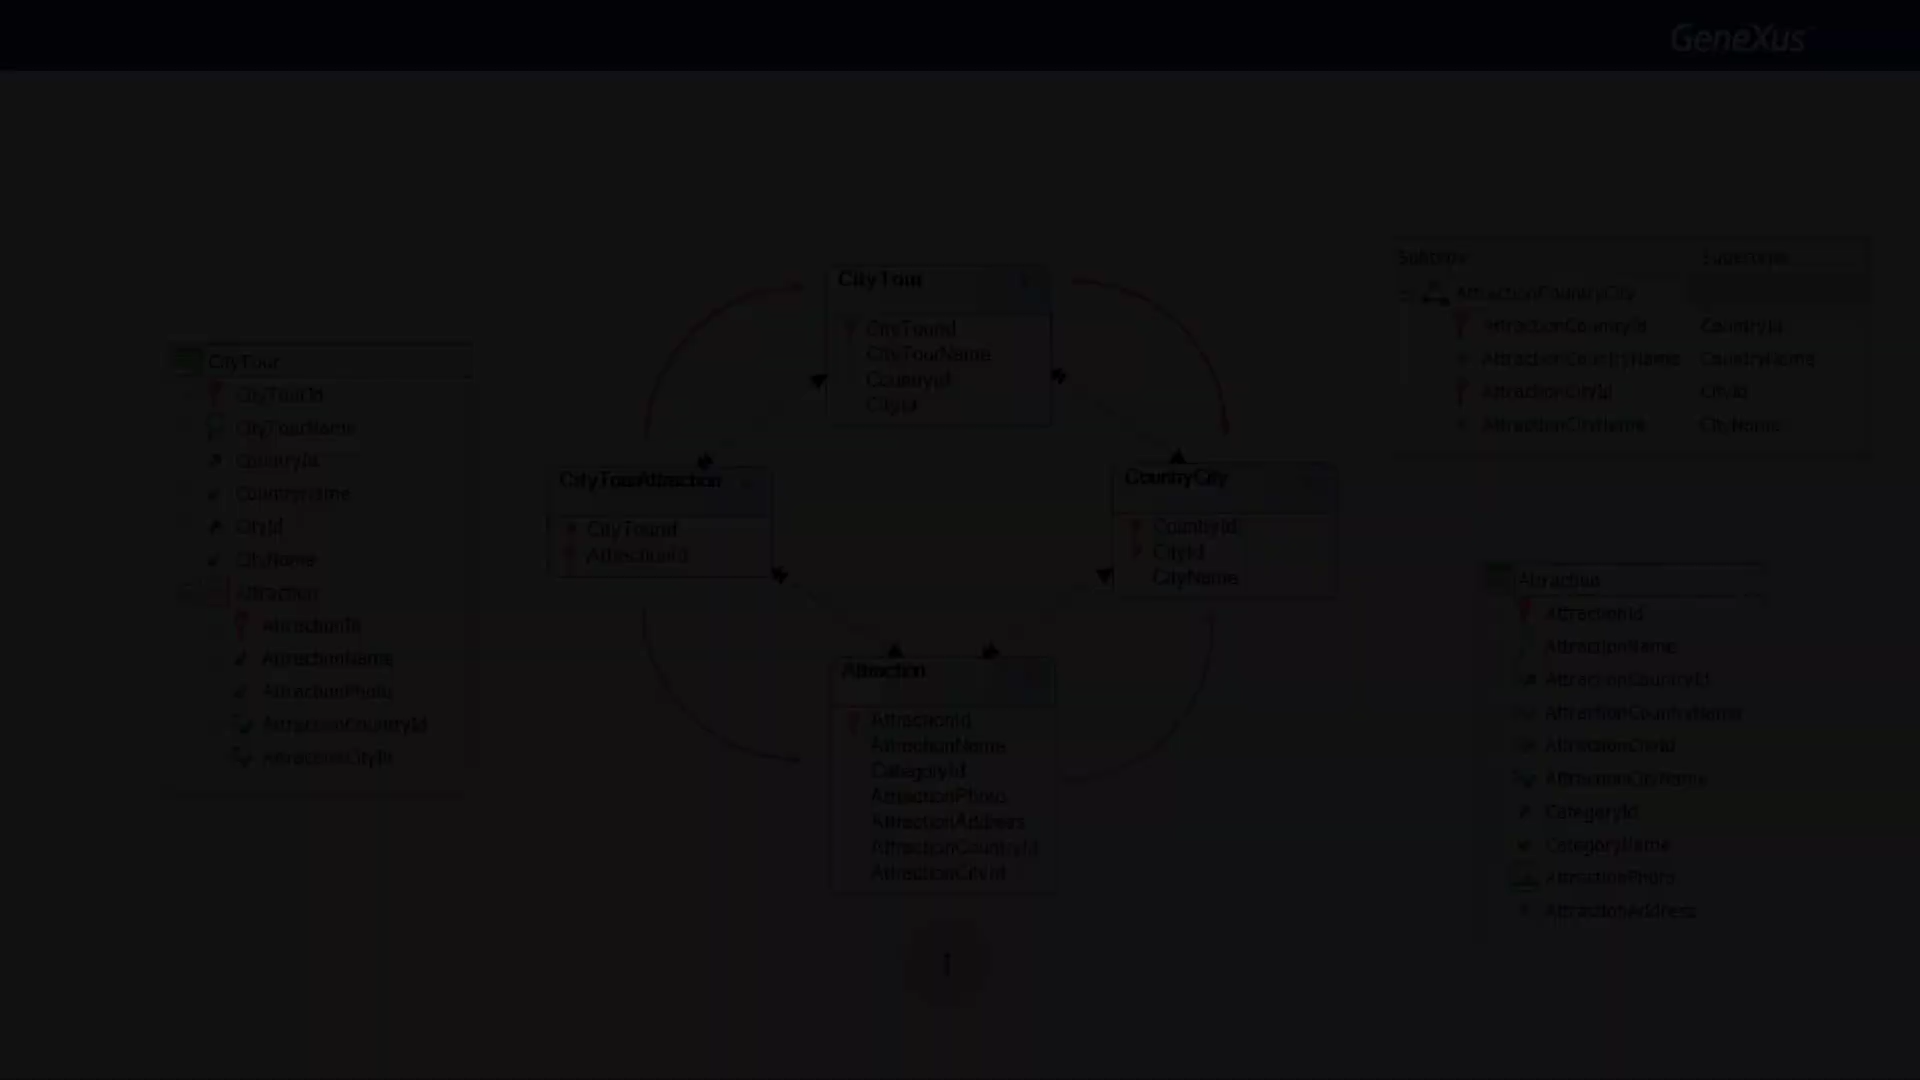 GeneXus
CityTour
CityTourId
CityTourName
CountryId
CountryName
CityId
CityName
Attraction
AttractionId
AttractionName
AttractionPhoto
AttractionCountryId
AttractionCityId
CityTour
CityTourId
CityTourName
CountryId
CityId
CityTourAttraction
CityTourId
AttractionId
CountryCity
CountryId
CityId
CityName
Attraction
AttractionId
AttractionName
CategoryId
AttractionPhoto
AttractionAddress
AttractionCountryId
AttractionCityId
Subtype Supertype
AttractionCountryCity
AttractionCountryId CountryId
AttractionCountryName CountryName
AttractionCityId CityId
AttractionCityName CityName
Attraction
AttractionId
AttractionName
AttractionCountryId
AttractionCountryName
AttractionCityId
AttractionCityName
CategoryId
CategoryName
AttractionPhoto
AttractionAddress